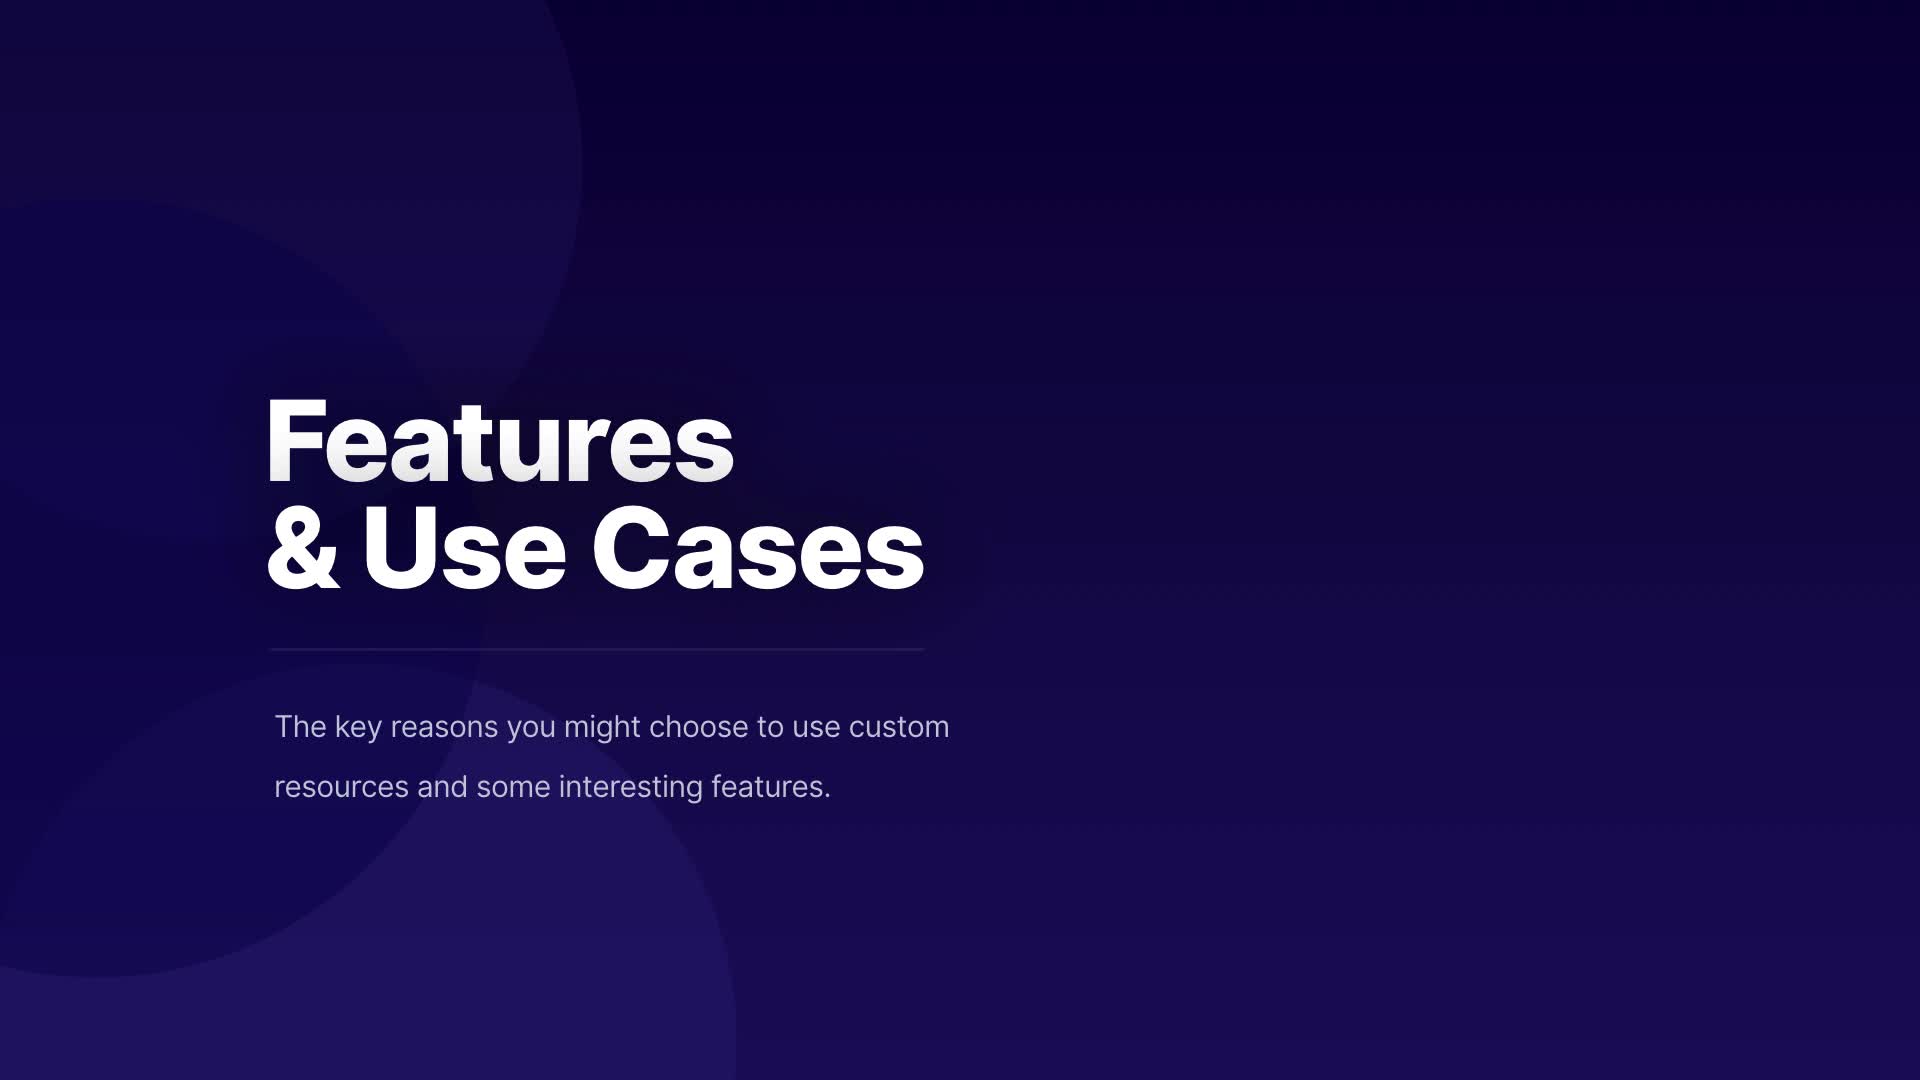 Features
& Use Cases
The key reasons you might choose to use custom
resources and some interesting features.